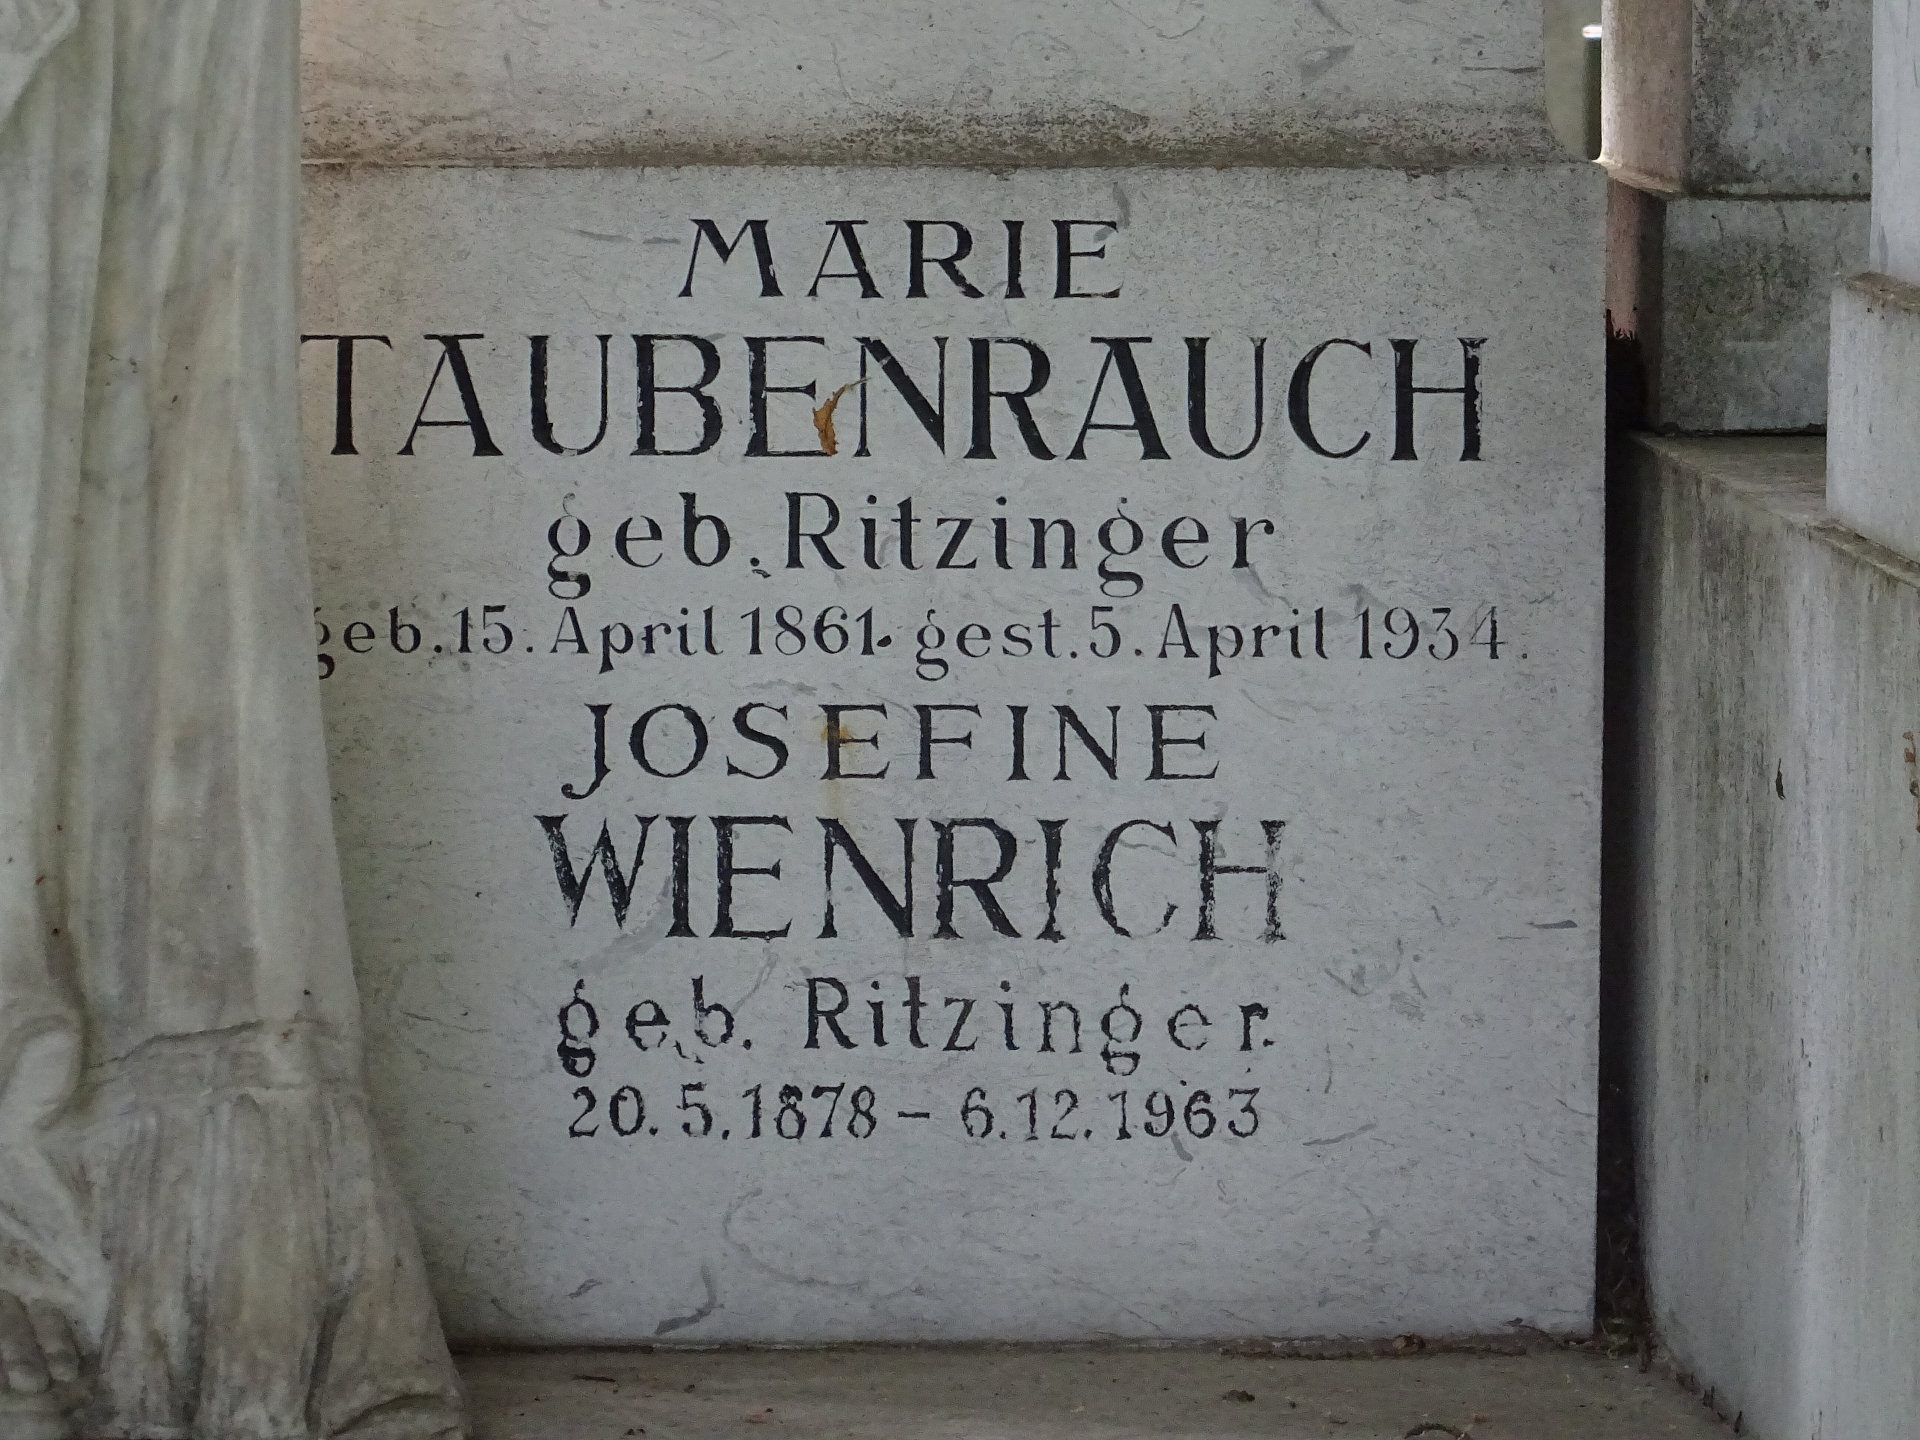 MARIE
TAUBENRAUCH
geb. Ritzinger
geb. 15. April 1861. gest. 5. April 1934.
JOSEFINE
WIENRICH
geb. Ritzinger.
20. 5. 1878 – 6. 12. 1963